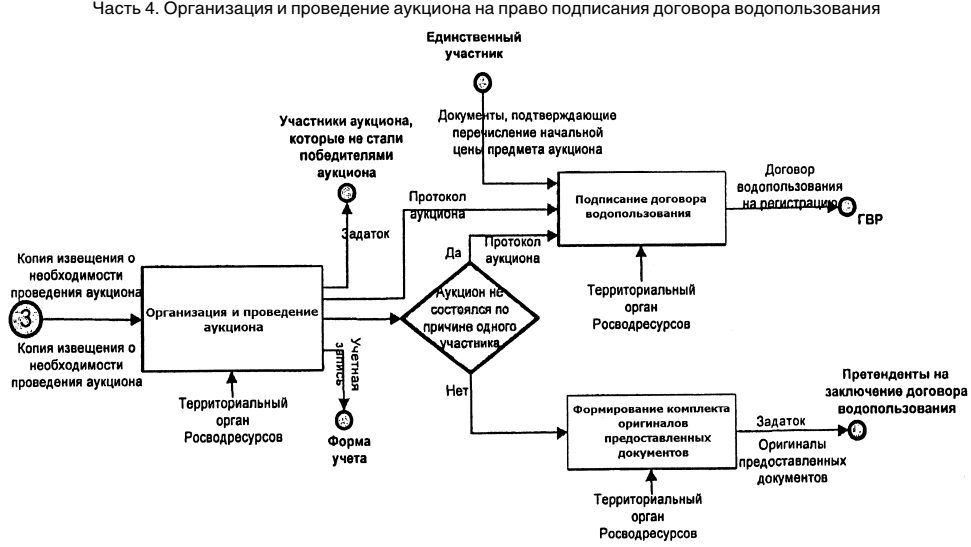 Часть 4. Организация и проведение аукциона на право подписания договора водопользования
Единственный
участник
Документы, подтверждающие
перечисление начальной
цены предмета аукциона
Участники аукциона,
которые не стали
победителями
аукциона
Задаток
Протокол
аукциона
Подписание договора
водопользования
Договор
водопользования
на регистрацию
ГВР
Да
Протокол
аукциона
Территориальный
орган
Росводресурсов
Копия извещения о
необходимости
проведения аукциона
3
Копия извещения о
необходимости
проведения аукциона
Организация и проведение
аукциона
Аукцион не
состоялся по
причине одного
участника
Учетная
запись
Территориальный
орган
Росводресурсов
Форма
учета
Нет
Формирование комплекта
оригиналов
предоставленных
документов
Претенденты на
заключение договора
водопользования
Задаток
Оригиналы
предоставленных
документов
Территориальный
орган
Росводресурсов